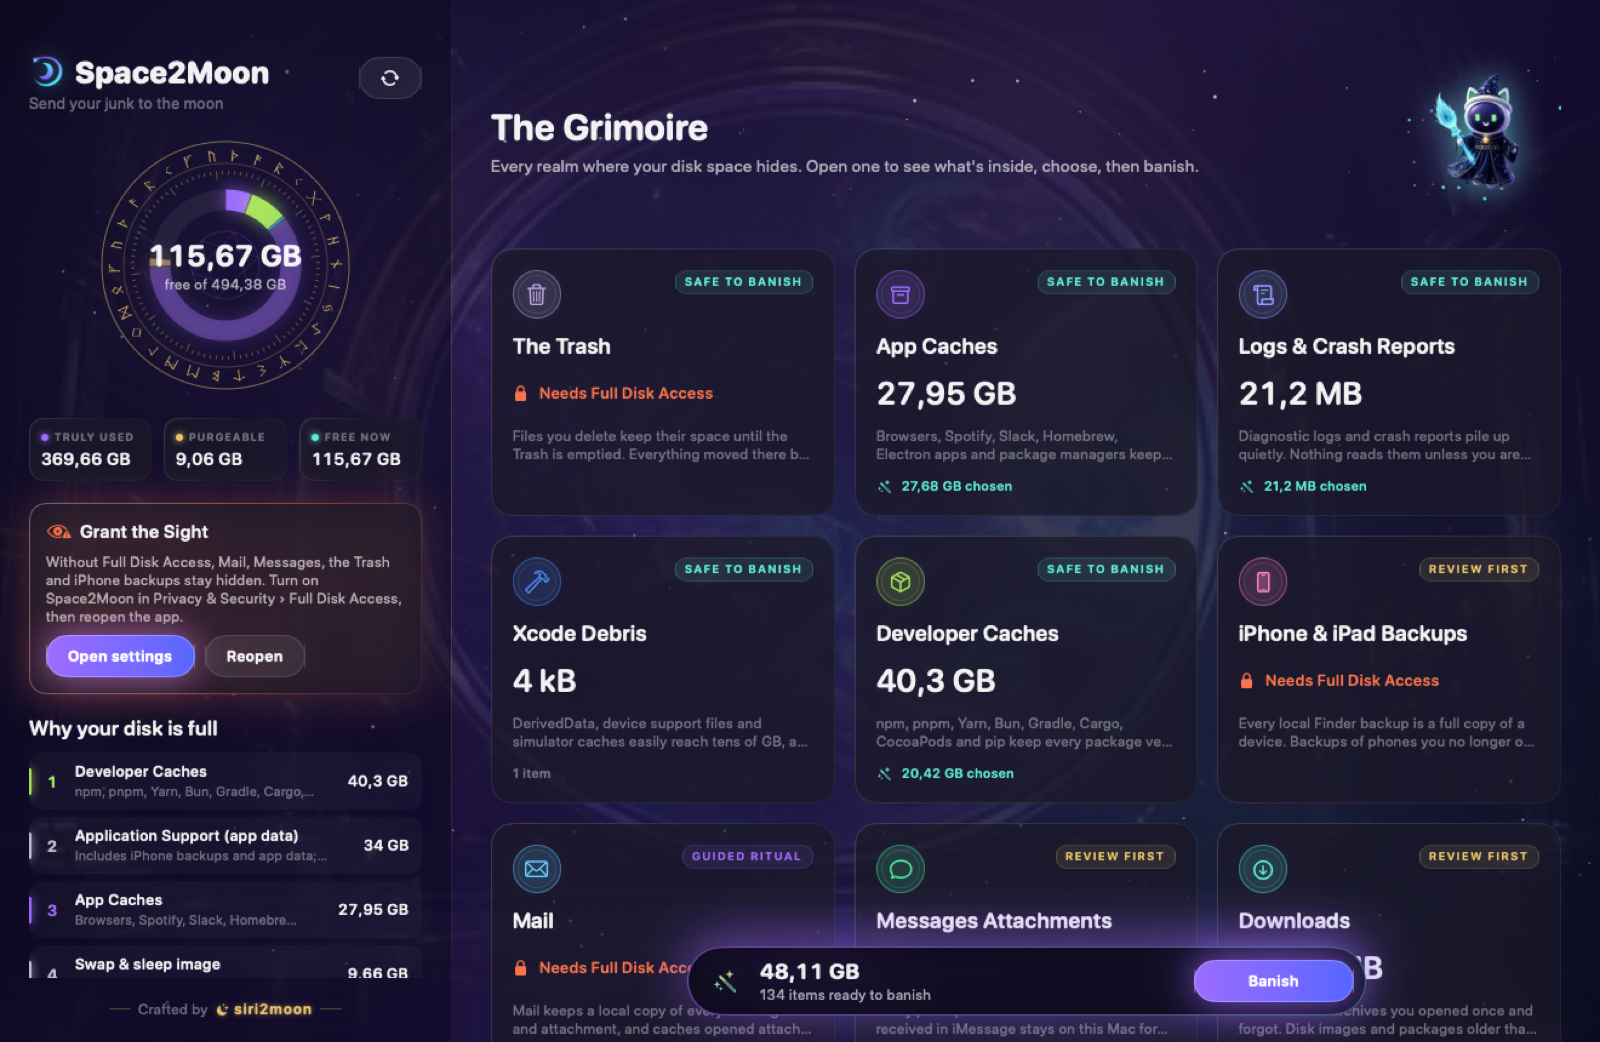 Space2Moon
Send your junk to the moon
115,67 GB
free of 494,38 GB
TRULY USED
369,66 GB
PURGEABLE
9,06 GB
FREE NOW
115,67 GB
Grant the Sight
Without Full Disk Access, Mail, Messages, the Trash
and iPhone backups stay hidden. Turn on
Space2Moon in Privacy & Security › Full Disk Access,
then reopen the app.
Open settings
Reopen
Why your disk is full
1
Developer Caches
npm, pnpm, Yarn, Bun, Gradle, Cargo,...
40,3 GB
2
Application Support (app data)
Includes iPhone backups and app data;...
34 GB
3
App Caches
Browsers, Spotify, Slack, Homebre...
27,95 GB
4
Swap & sleep image
9,66 GB
Crafted by siri2moon
The Grimoire
Every realm where your disk space hides. Open one to see what's inside, choose, then banish.
SAFE TO BANISH
The Trash
Needs Full Disk Access
Files you delete keep their space until the
Trash is emptied. Everything moved there b...
SAFE TO BANISH
App Caches
27,95 GB
Browsers, Spotify, Slack, Homebrew,
Electron apps and package managers keep...
27,68 GB chosen
SAFE TO BANISH
Logs & Crash Reports
21,2 MB
Diagnostic logs and crash reports pile up
quietly. Nothing reads them unless you are...
21,2 MB chosen
SAFE TO BANISH
Xcode Debris
4 kB
DerivedData, device support files and
simulator caches easily reach tens of GB, a...
1 item
SAFE TO BANISH
Developer Caches
40,3 GB
npm, pnpm, Yarn, Bun, Gradle, Cargo,
CocoaPods and pip keep every package ve...
20,42 GB chosen
REVIEW FIRST
iPhone & iPad Backups
Needs Full Disk Access
Every local Finder backup is a full copy of a
device. Backups of phones you no longer o...
GUIDED RITUAL
Mail
Needs Full Disk Acce
Mail keeps a local copy of
and attachment, and caches opened attach...
REVIEW FIRST
Messages Attachments
received in iMessage stays on this Mac for...
REVIEW FIRST
Downloads
B
you opened once and
forgot. Disk images and packages older tha...
48,11 GB
134 items ready to banish
Banish